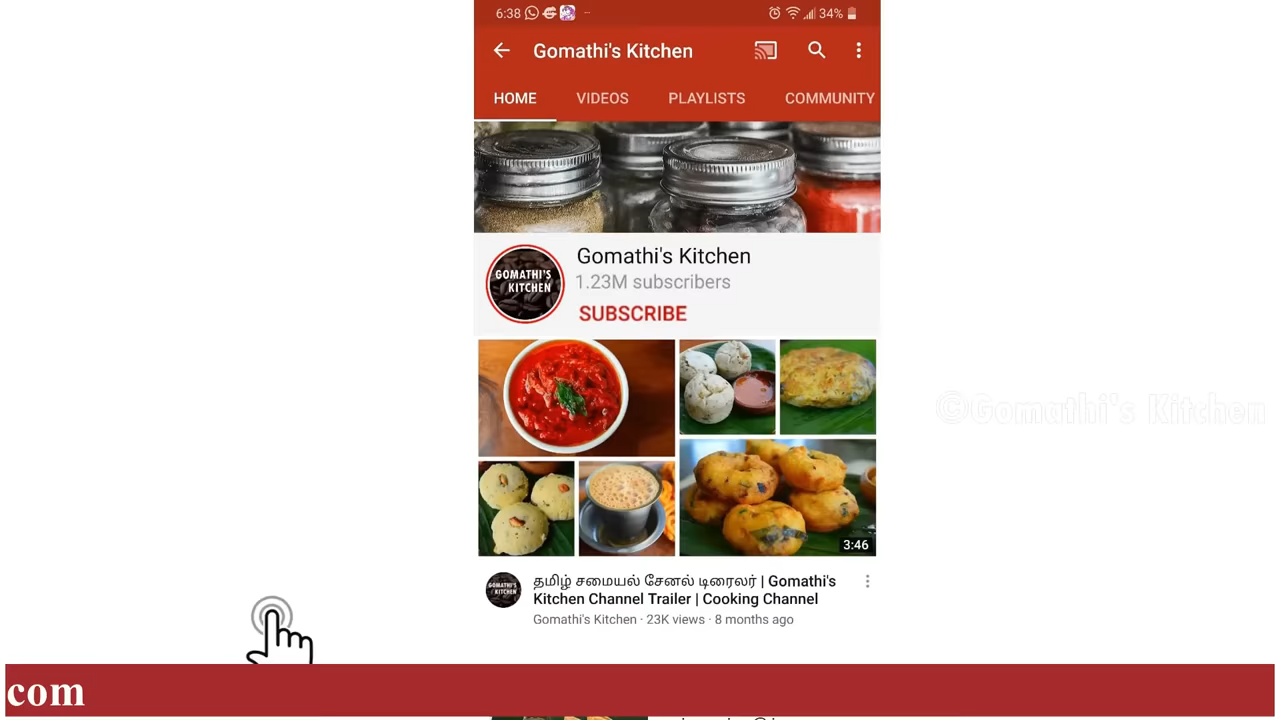 6:38
34%
Gomathi's Kitchen
HOME VIDEOS PLAYLISTS COMMUNITY
Gomathi's Kitchen
1.23M subscribers
SUBSCRIBE
GOMATHI'S
KITCHEN
©Gomathi's Kitchen
3:46
தமிழ் சமையல் சேனல் டிரைலர் | Gomathi's
Kitchen Channel Trailer | Cooking Channel
GOMATHI'S
KITCHEN
Gomathi's Kitchen · 23K views · 8 months ago
com